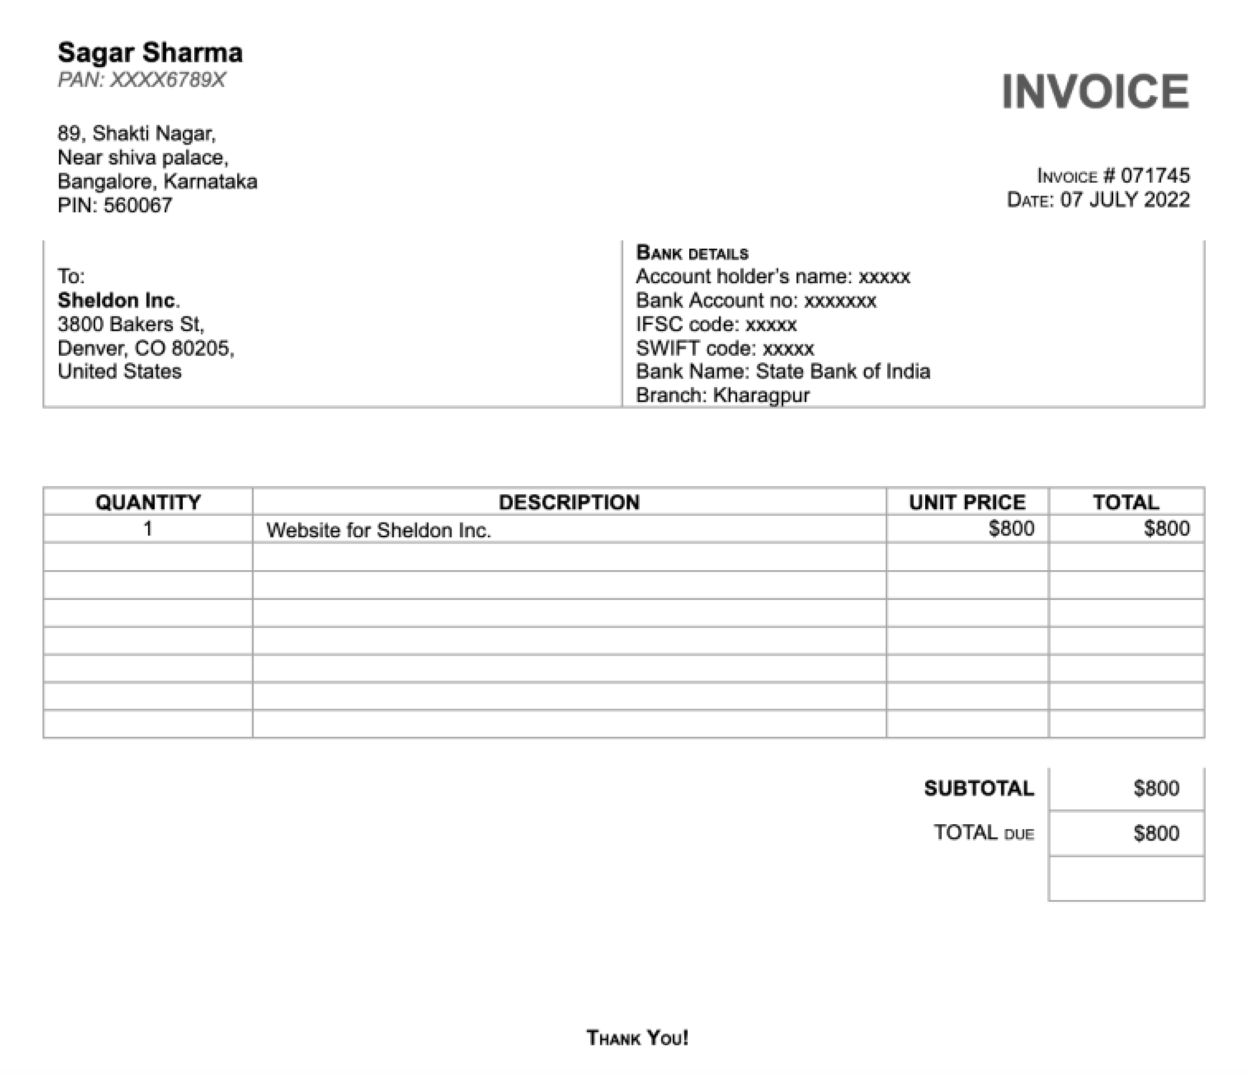 Sagar Sharma
PAN: XXXX6789X
INVOICE
89, Shakti Nagar,
Near shiva palace,
Bangalore, Karnataka
PIN: 560067
INVOICE # 071745
DATE: 07 JULY 2022
To:
Sheldon Inc.
3800 Bakers St,
Denver, CO 80205,
United States
BANK DETAILS
Account holder's name: xxxxx
Bank Account no: xxxxxxx
IFSC code: xxxxx
SWIFT code: xxxxx
Bank Name: State Bank of India
Branch: Kharagpur
QUANTITY DESCRIPTION UNIT PRICE TOTAL
1 Website for Sheldon Inc. $800 $800
SUBTOTAL $800
TOTAL DUE $800
THANK YOU!